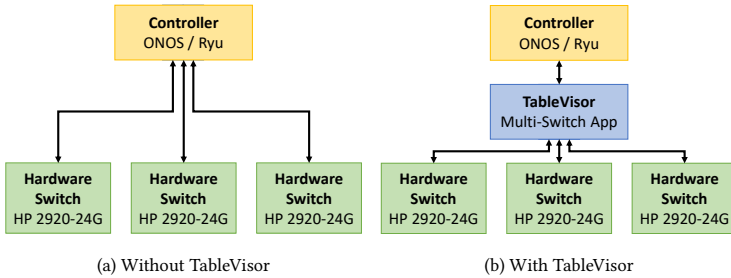 Controller
ONOS / Ryu
Hardware
Switch
HP 2920-24G
Hardware
Switch
HP 2920-24G
Hardware
Switch
HP 2920-24G
(a) Without TableVisor
Controller
ONOS / Ryu
TableVisor
Multi-Switch App
Hardware
Switch
HP 2920-24G
Hardware
Switch
HP 2920-24G
Hardware
Switch
HP 2920-24G
(b) With TableVisor